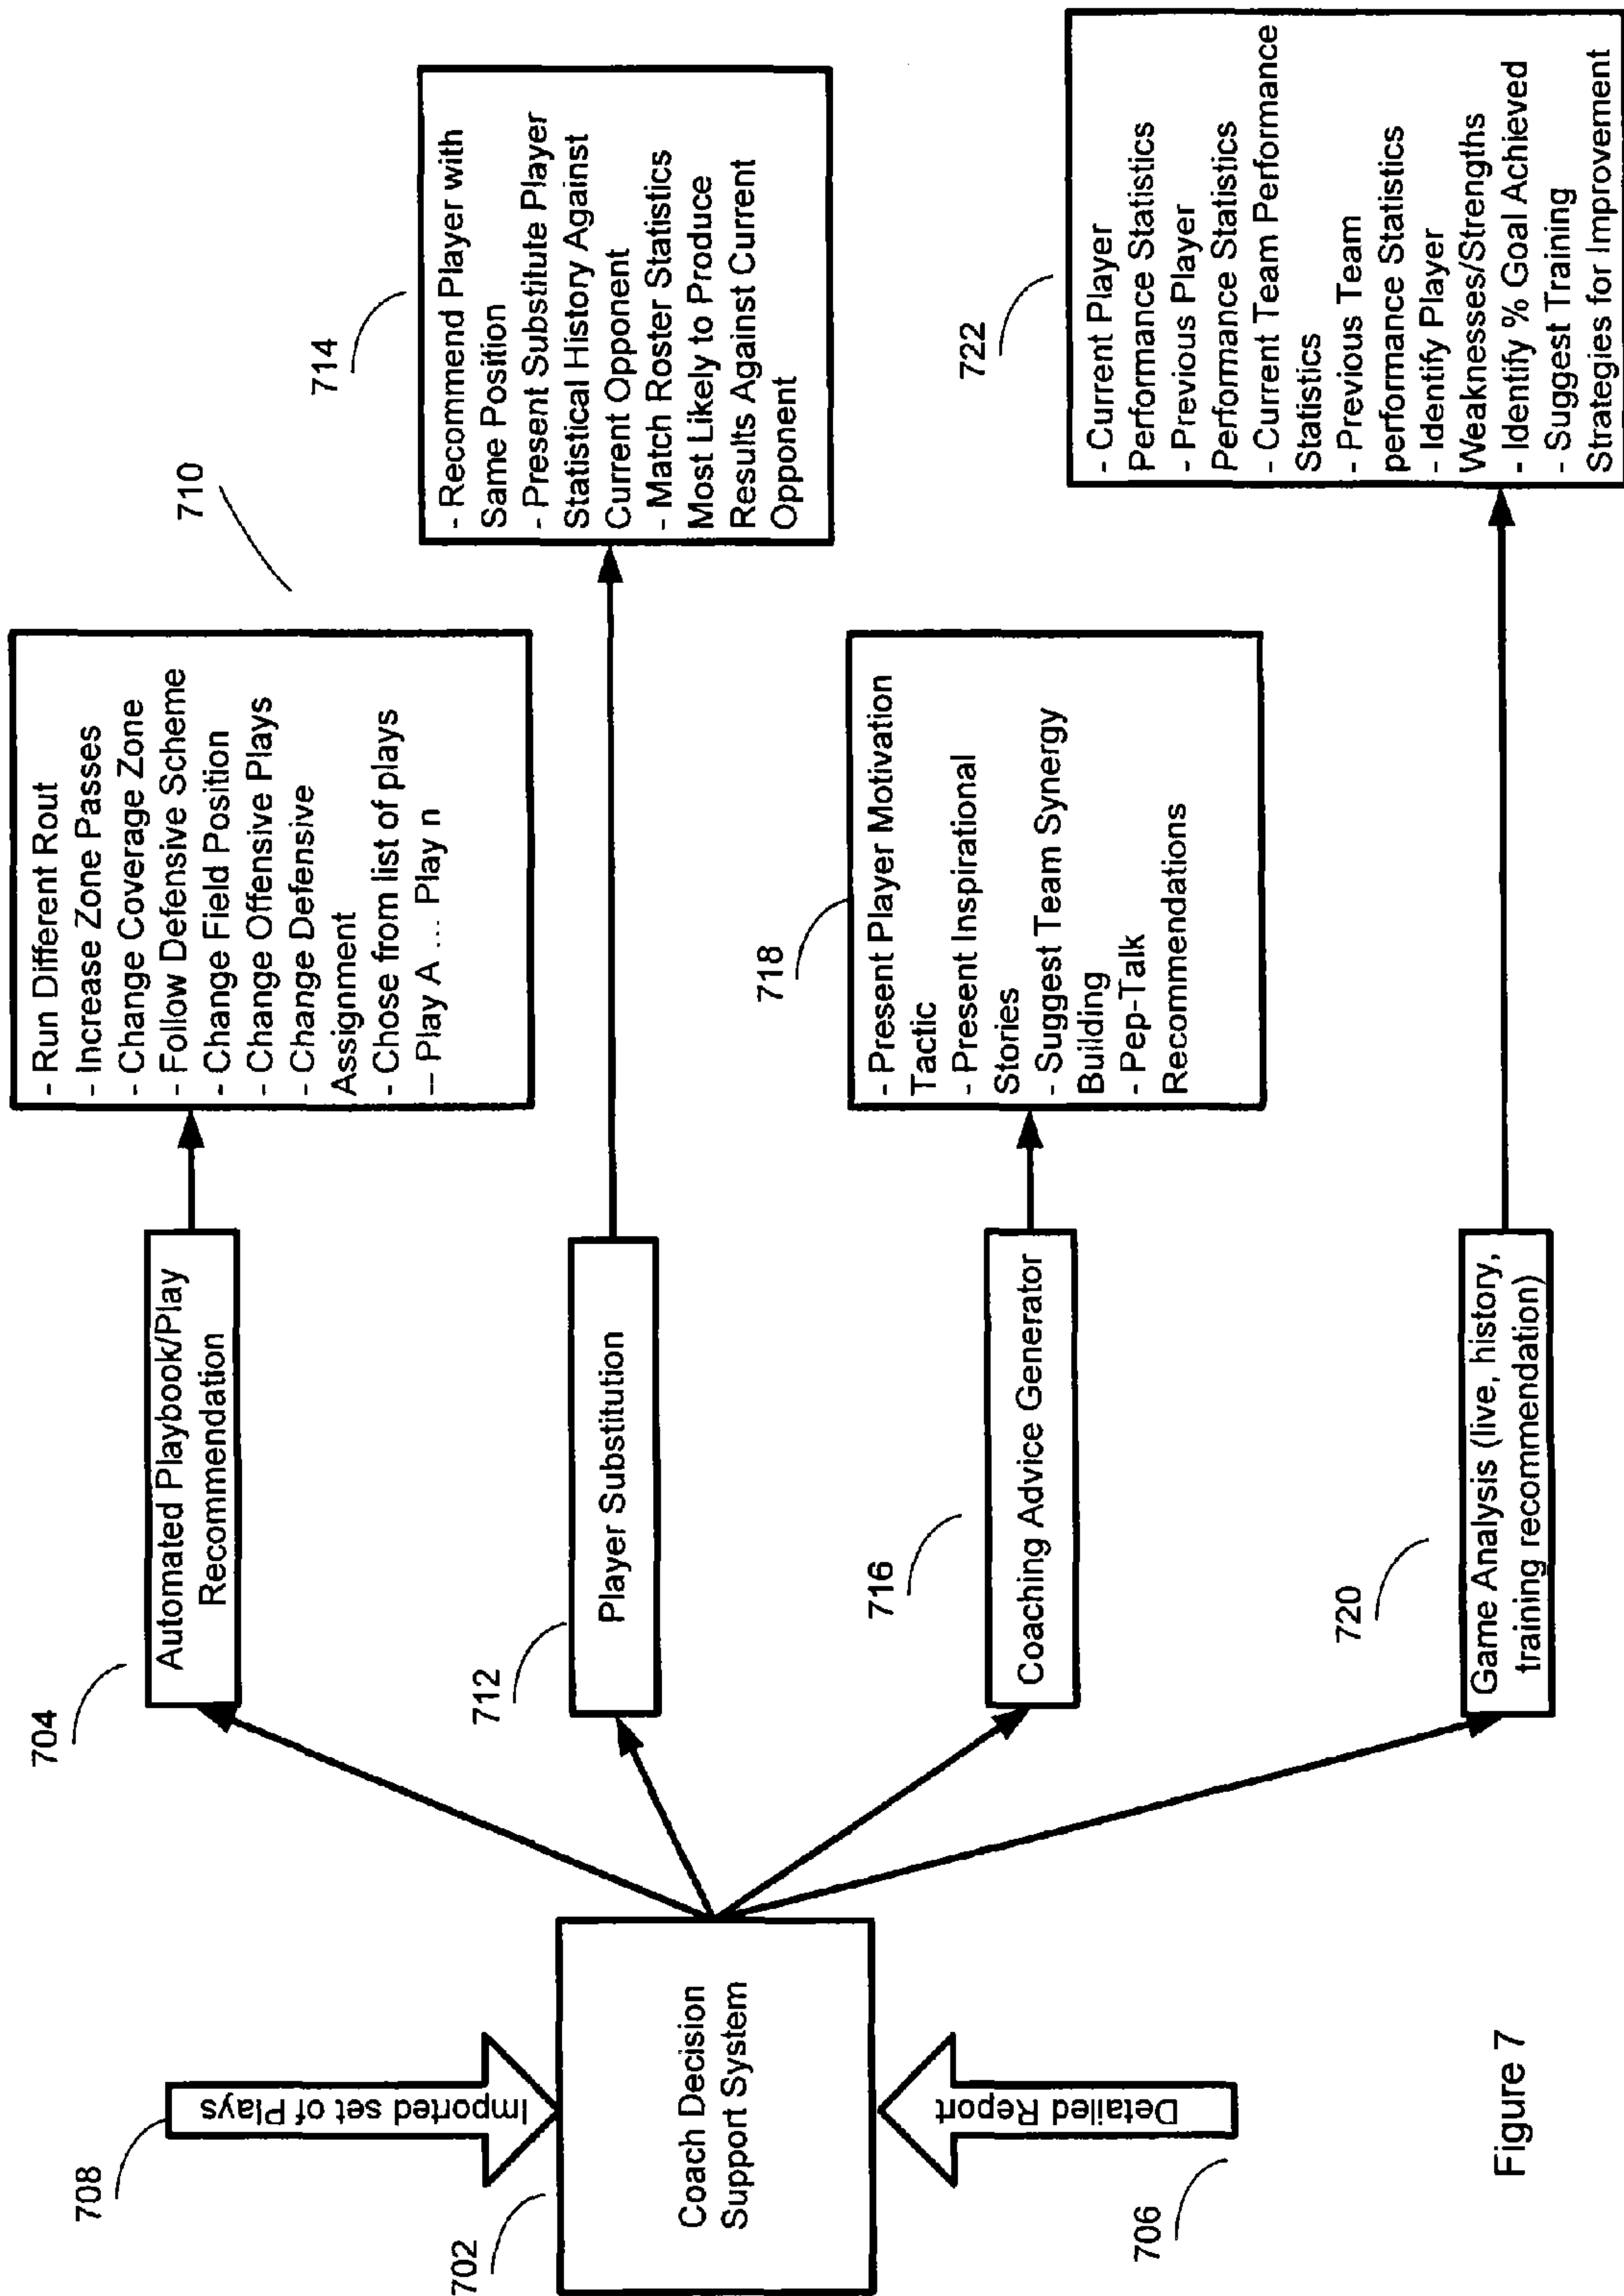 708
Imported set of Plays
702
Coach Decision
Support System
706
Detailed Report
704
Automated Playbook/Play
Recommendation
710
- Run Different Rout
- Increase Zone Passes
- Change Coverage Zone
- Follow Defensive Scheme
- Change Field Position
- Change Offensive Plays
- Change Defensive
Assignment
- Chose from list of plays
-- Play A ... Play n
712
Player Substitution
714
- Recommend Player with
Same Position
- Present Substitute Player
Statistical History Against
Current Opponent
- Match Roster Statistics
Most Likely to Produce
Results Against Current
Opponent
716
Coaching Advice Generator
718
- Present Player Motivation
Tactic
- Present Inspirational
Stories
- Suggest Team Synergy
Building
- Pep-Talk
Recommendations
720
Game Analysis (live, history,
training recommendation)
722
- Current Player
Performance Statistics
- Previous Player
Performance Statistics
- Current Team Performance
Statistics
- Previous Team
performance Statistics
- Identify Player
Weaknesses/Strengths
- Identify % Goal Achieved
- Suggest Training
Strategies for Improvement
Figure 7